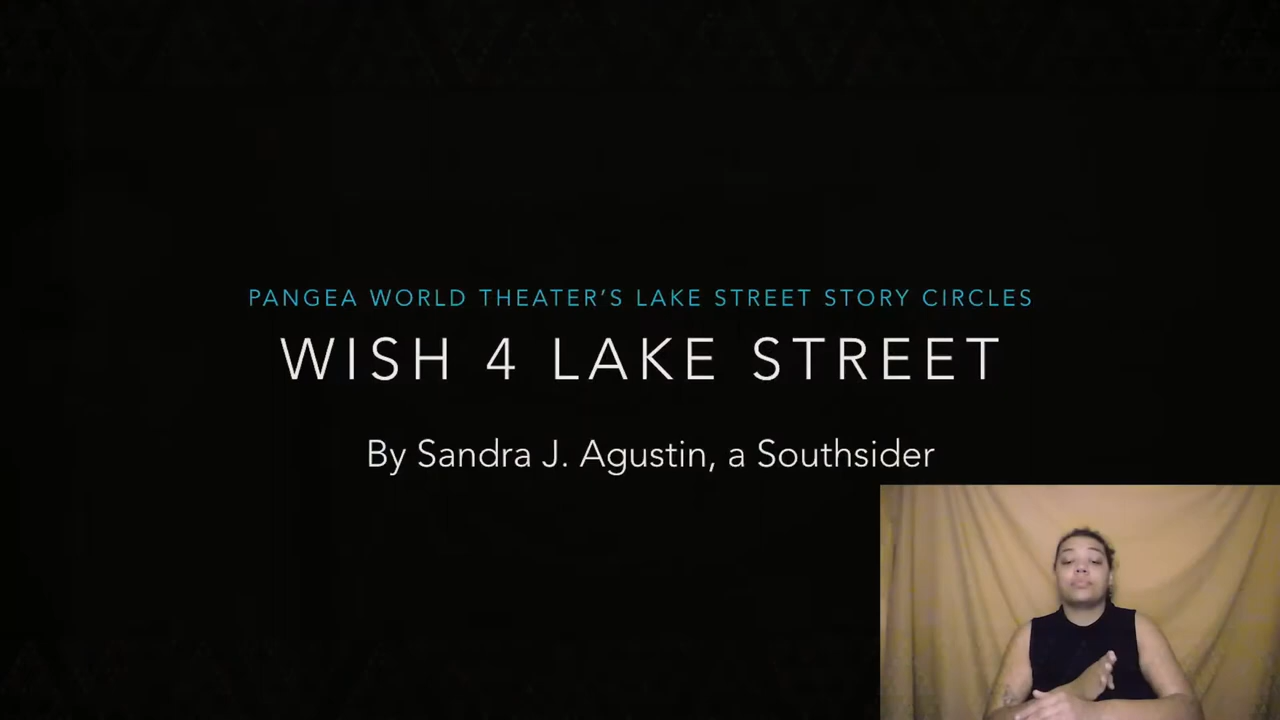 PANGEA WORLD THEATER’S LAKE STREET STORY CIRCLES
WISH 4 LAKE STREET
By Sandra J. Agustin, a Southsider